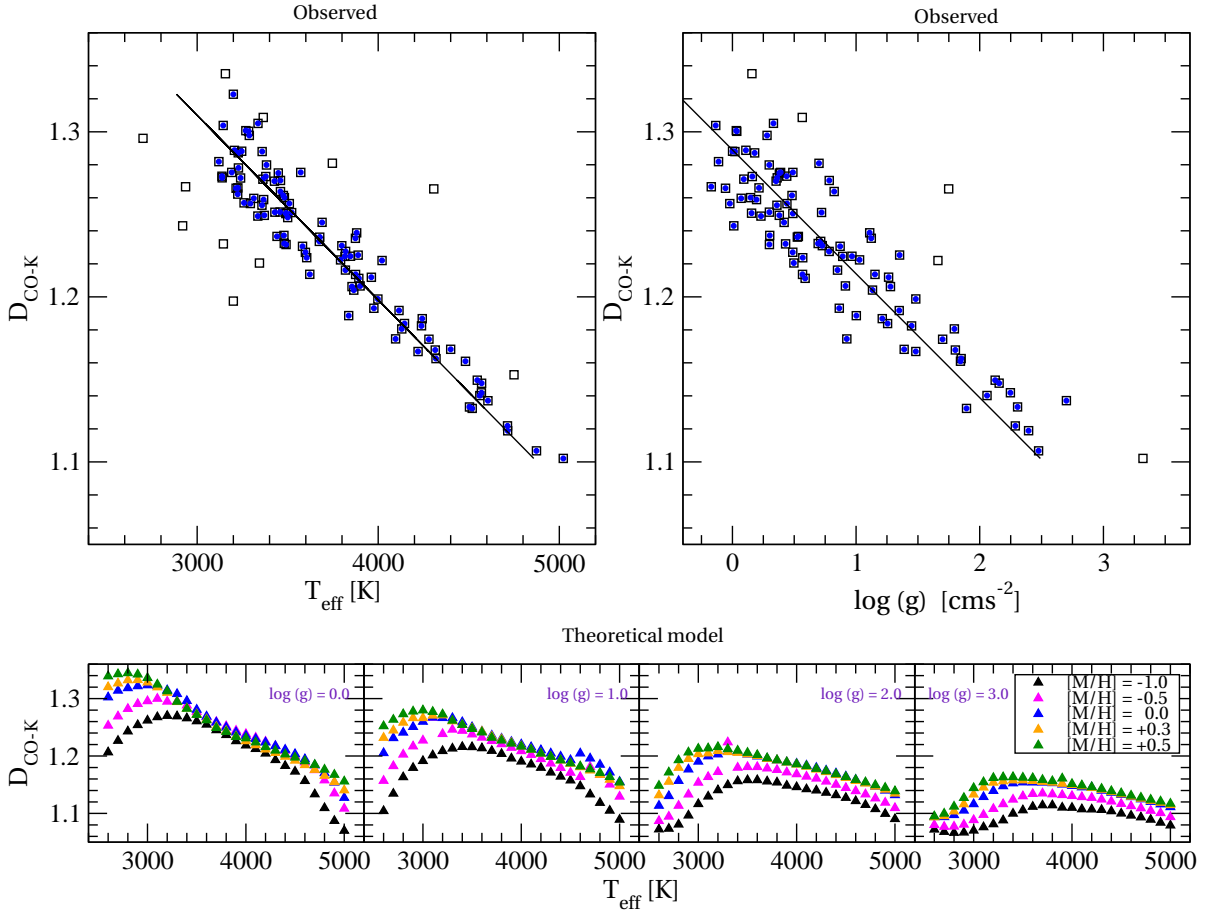 Observed
Observed
D_CO-K
1.3
1.2
1.1
3000 4000 5000
T_eff [K]
D_CO-K
1.3
1.2
1.1
0 1 2 3
log (g) [cms^-2]
Theoretical model
D_CO-K
1.3
1.2
1.1
log (g) = 0.0
log (g) = 1.0
log (g) = 2.0
log (g) = 3.0
[M/H] = -1.0
[M/H] = -0.5
[M/H] = 0.0
[M/H] = +0.3
[M/H] = +0.5
3000 4000 5000
3000 4000 5000
3000 4000 5000
3000 4000 5000
T_eff [K]